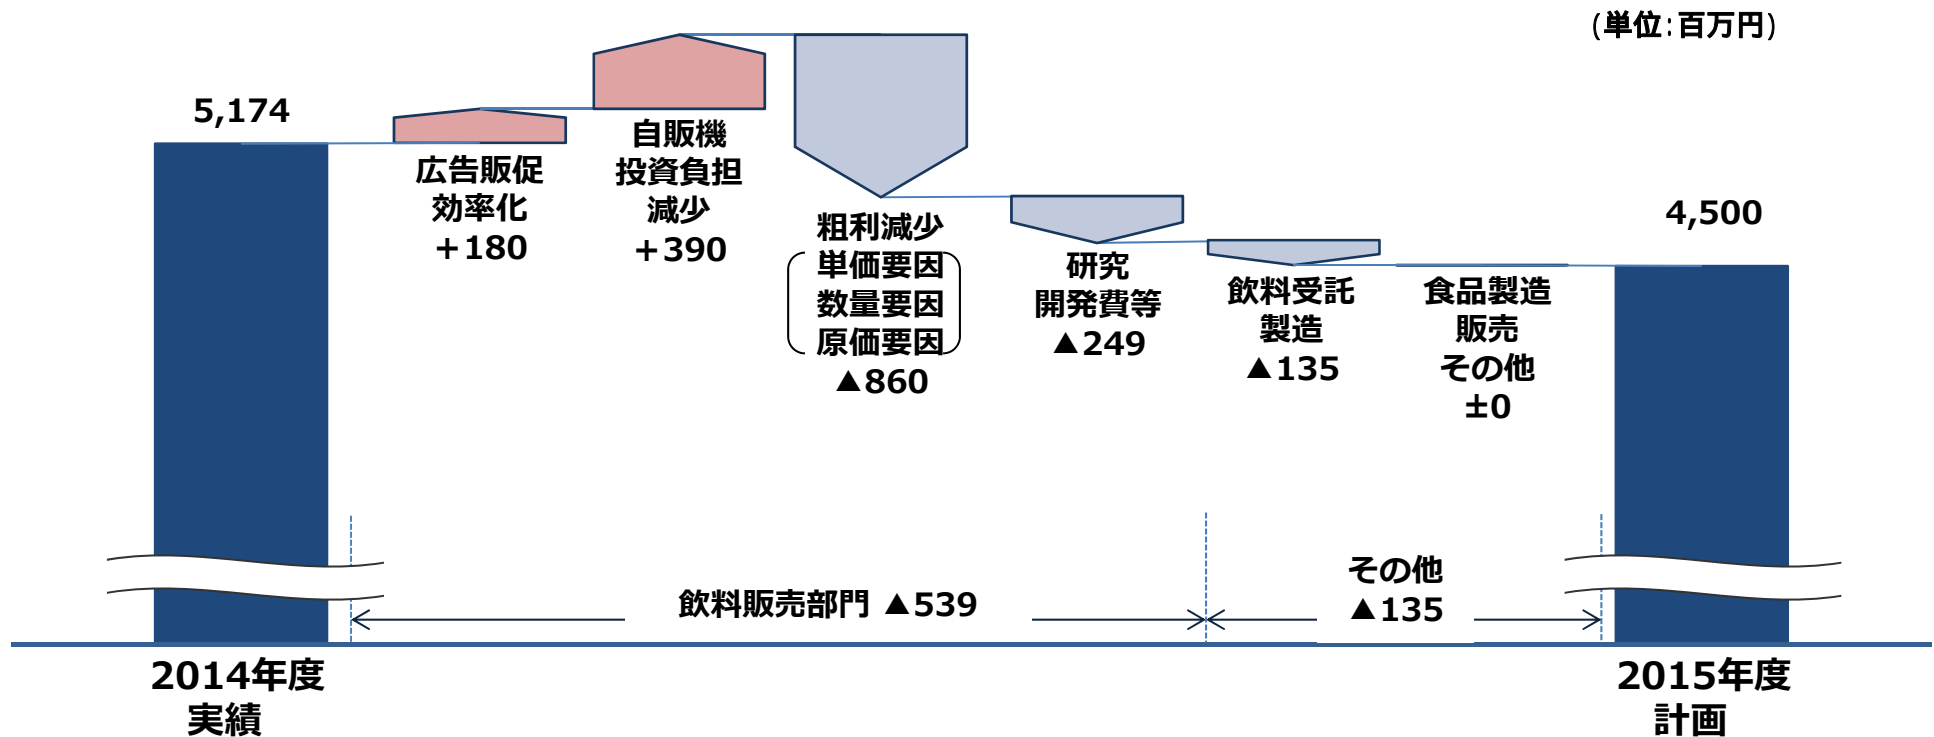 (単位:百万円)
5,174
広告販促
効率化
+180
自販機
投資負担
減少
+390
粗利減少
単価要因
数量要因
原価要因
▲860
研究
開発費等
▲249
飲料受託
製造
▲135
食品製造
販売
その他
±0
4,500
飲料販売部門 ▲539
その他
▲135
2014年度
実績
2015年度
計画